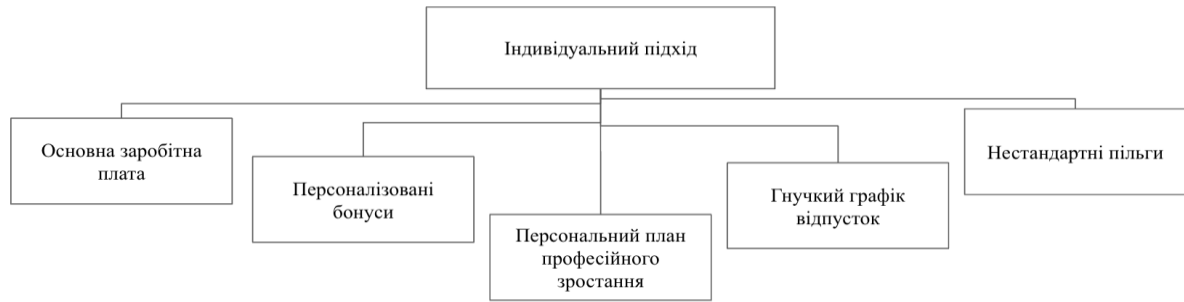 Індивідуальний підхід
Основна заробітна
плата
Персоналізовані
бонуси
Персональний план
професійного
зростання
Гнучкий графік
відпусток
Нестандартні пільги